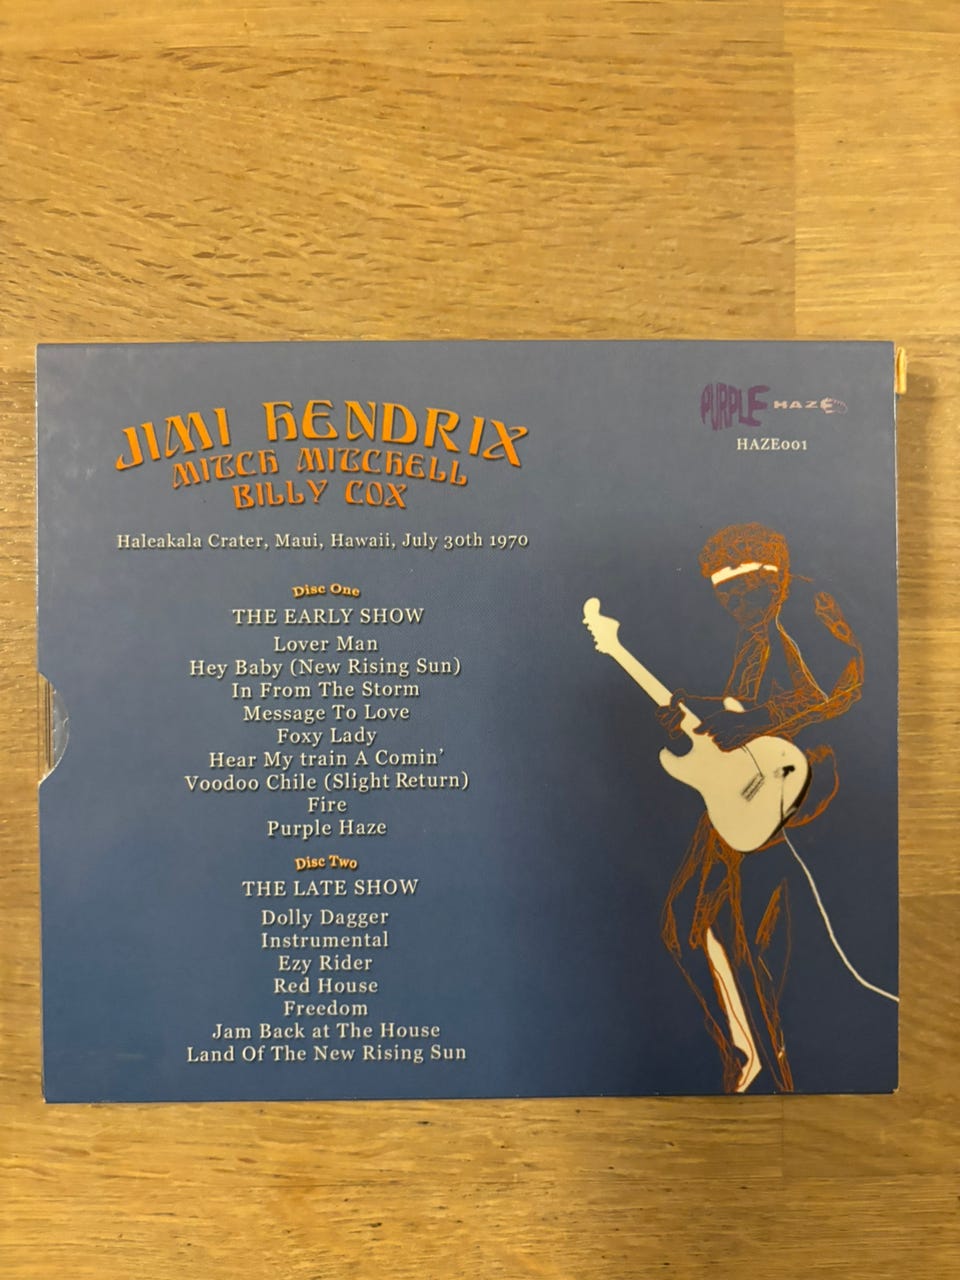 JIMI HENDRIX
MITCH MITCHELL
BILLY COX
PURPLE HAZE
HAZE001
Haleakala Crater, Maui, Hawaii, July 30th 1970
Disc One
THE EARLY SHOW
Lover Man
Hey Baby (New Rising Sun)
In From The Storm
Message To Love
Foxy Lady
Hear My train A Comin'
Voodoo Chile (Slight Return)
Fire
Purple Haze
Disc Two
THE LATE SHOW
Dolly Dagger
Instrumental
Ezy Rider
Red House
Freedom
Jam Back at The House
Land Of The New Rising Sun